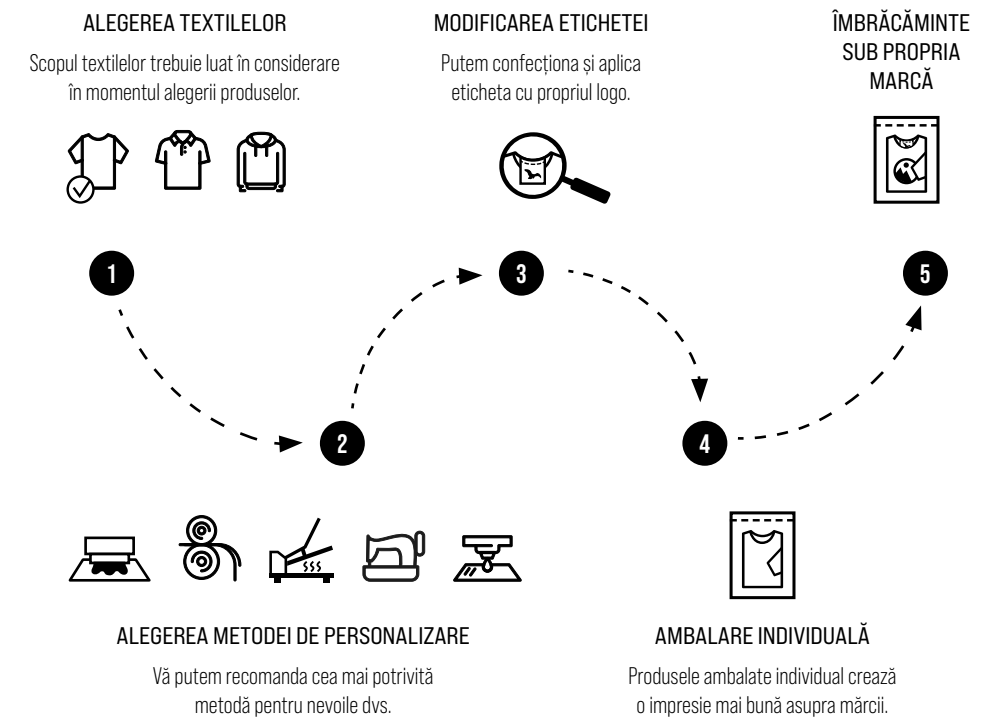 ALEGEREA TEXTILELOR
Scopul textilelor trebuie luat în considerare
în momentul alegerii produselor.
MODIFICAREA ETICHETEI
Putem confecționa și aplica
eticheta cu propriul logo.
ÎMBRĂCĂMINTE
SUB PROPRIA
MARCĂ
1
3
5
2
4
ALEGEREA METODEI DE PERSONALIZARE
Vă putem recomanda cea mai potrivită
metodă pentru nevoile dvs.
AMBALARE INDIVIDUALĂ
Produsele ambalate individual crează
o impresie mai bună asupra mărcii.